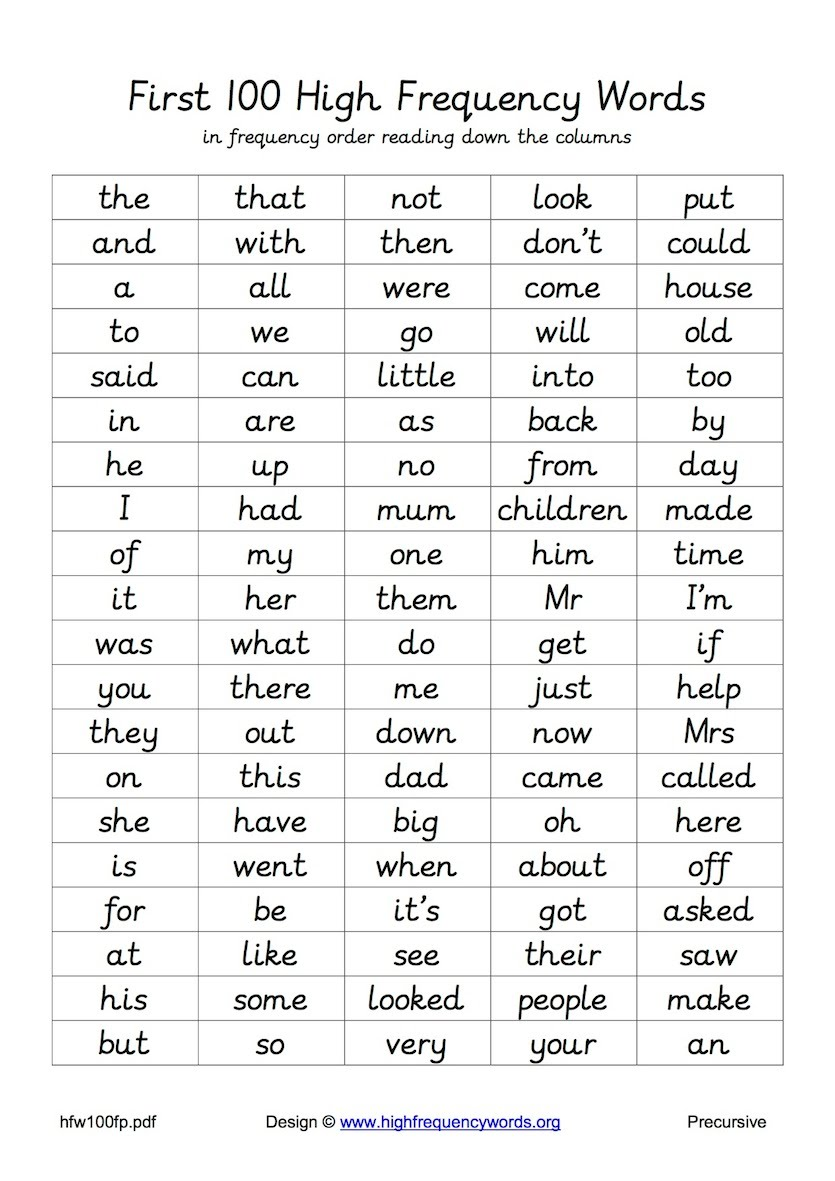 First 100 High Frequency Words
in frequency order reading down the columns
the that not look put
and with then don't could
a all were come house
to we go will old
said can little into too
in are as back by
he up no from day
I had mum children made
of my one him time
it her them Mr I'm
was what do get if
you there me just help
they out down now Mrs
on this dad came called
she have big oh here
is went when about off
for be it's got asked
at like see their saw
his some looked people make
but so very your an
hfw100fp.pdf Design © www.highfrequencywords.org Precursive